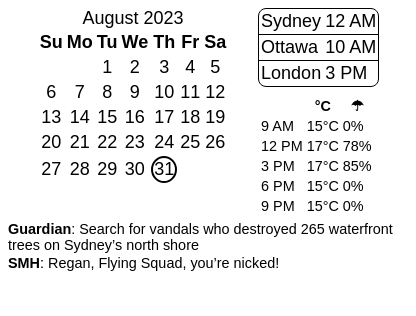 August 2023
Su Mo Tu We Th Fr Sa
1 2 3 4 5
6 7 8 9 10 11 12
13 14 15 16 17 18 19
20 21 22 23 24 25 26
27 28 29 30 31
Sydney 12 AM
Ottawa 10 AM
London 3 PM
°C ☂
9 AM 15°C 0%
12 PM 17°C 78%
3 PM 17°C 85%
6 PM 15°C 0%
9 PM 15°C 0%
Guardian: Search for vandals who destroyed 265 waterfront
trees on Sydney’s north shore
SMH: Regan, Flying Squad, you’re nicked!